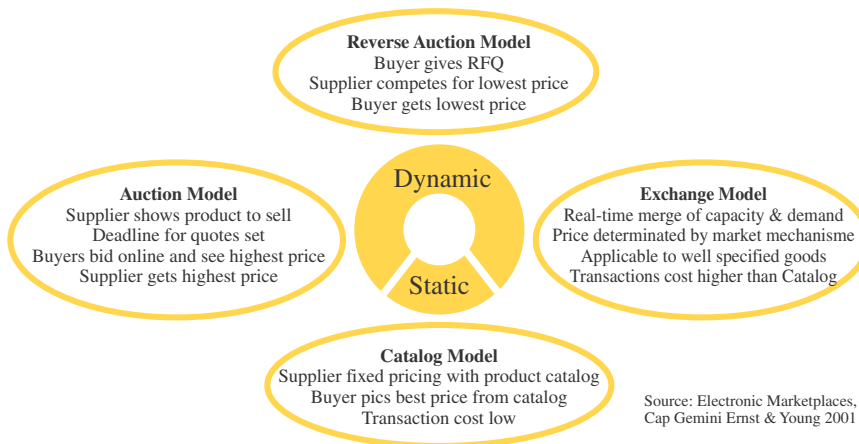 Reverse Auction Model
Buyer gives RFQ
Supplier competes for lowest price
Buyer gets lowest price
Dynamic
Auction Model
Supplier shows product to sell
Deadline for quotes set
Buyers bid online and see highest price
Supplier gets highest price
Exchange Model
Real-time merge of capacity & demand
Price determinated by market mechanisme
Applicable to well specified goods
Transactions cost higher than Catalog
Static
Catalog Model
Supplier fixed pricing with product catalog
Buyer pics best price from catalog
Transaction cost low
Source: Electronic Marketplaces,
Cap Gemini Ernst & Young 2001